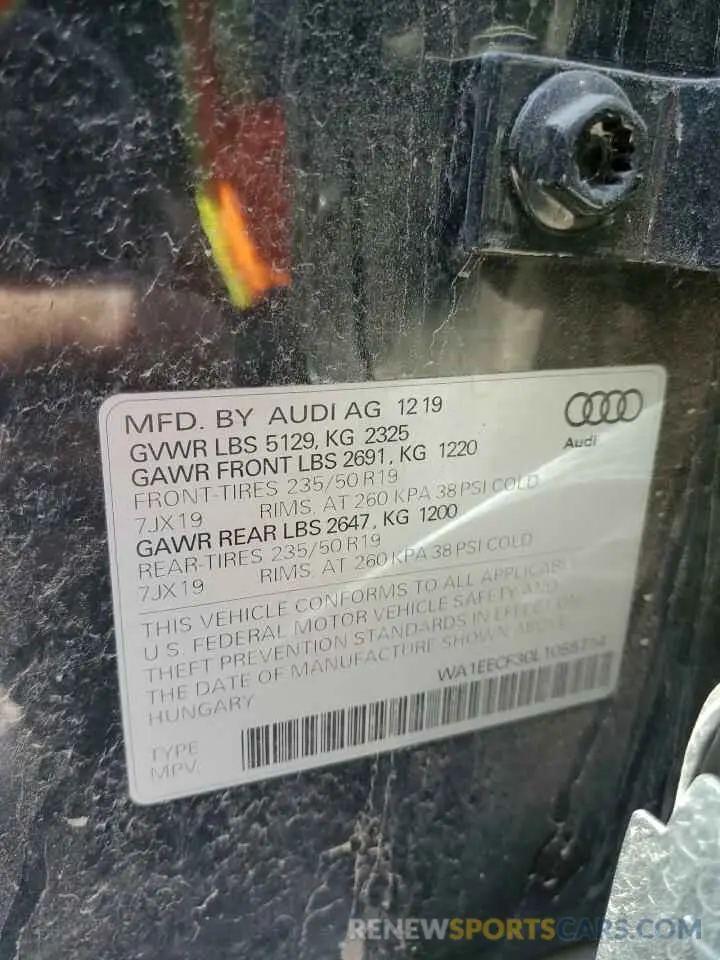 MFD. BY AUDI AG 12 19
GVWR LBS 5129, KG 2325
GAWR FRONT LBS 2691, KG 1220
FRONT-TIRES 235/50 R19
7JX19 RIMS, AT 260 KPA 38 PSI COLD
GAWR REAR LBS 2647, KG 1200
REAR-TIRES 235/50 R19
7JX19 RIMS, AT 260 KPA 38 PSI COLD
Audi
THIS VEHICLE CONFORMS TO ALL APPLICABLE
U.S. FEDERAL MOTOR VEHICLE SAFETY AND
THEFT PREVENTION STANDARDS IN EFFECT ON
THE DATE OF MANUFACTURE SHOWN ABOVE.
HUNGARY
TYPE
MPV
RENEWSPORTSCARS.COM